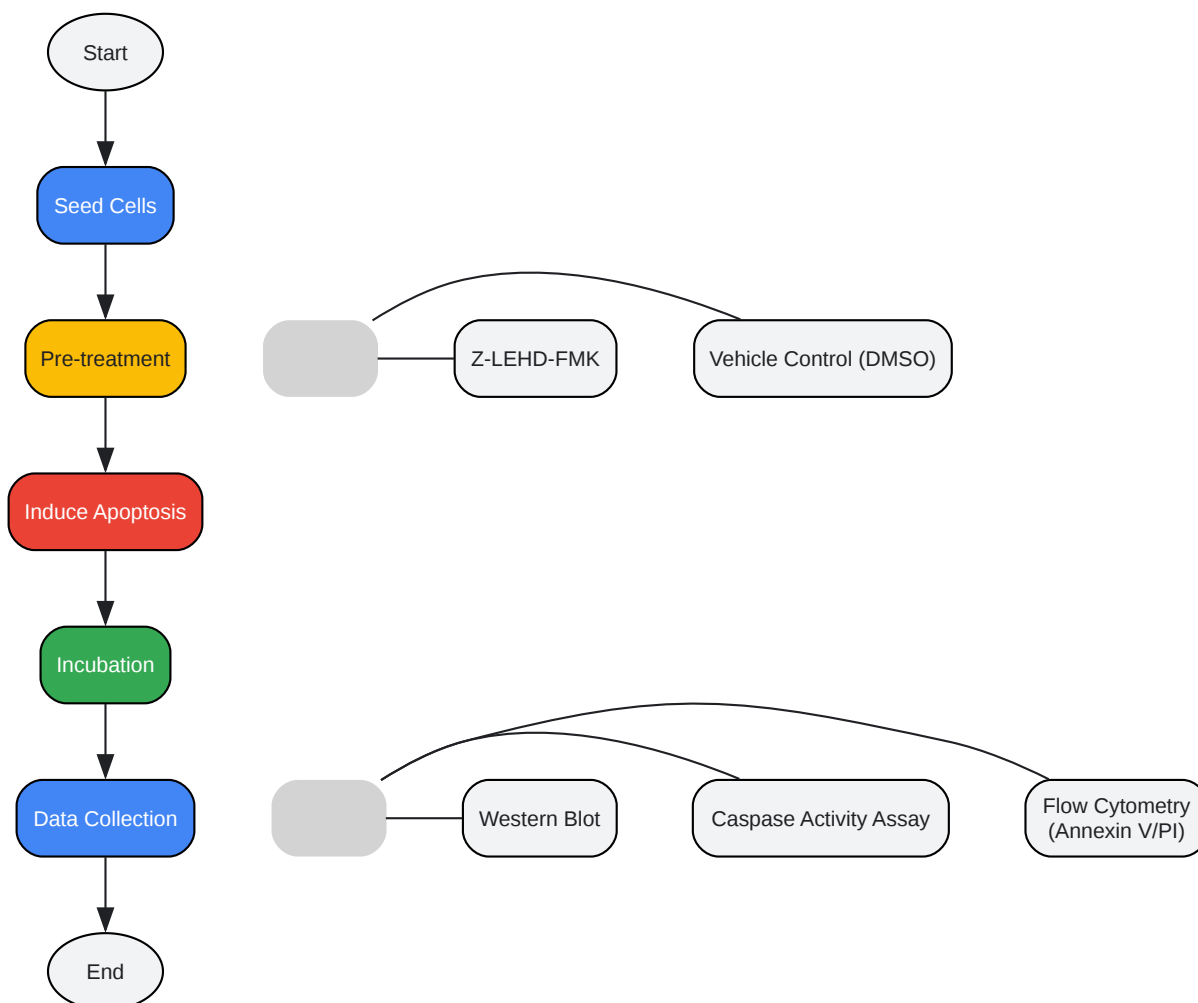 Start
Seed Cells
Pre-treatment
Z-LEHD-FMK
Vehicle Control (DMSO)
Induce Apoptosis
Incubation
Data Collection
Western Blot
Caspase Activity Assay
Flow Cytometry
(Annexin V/PI)
End